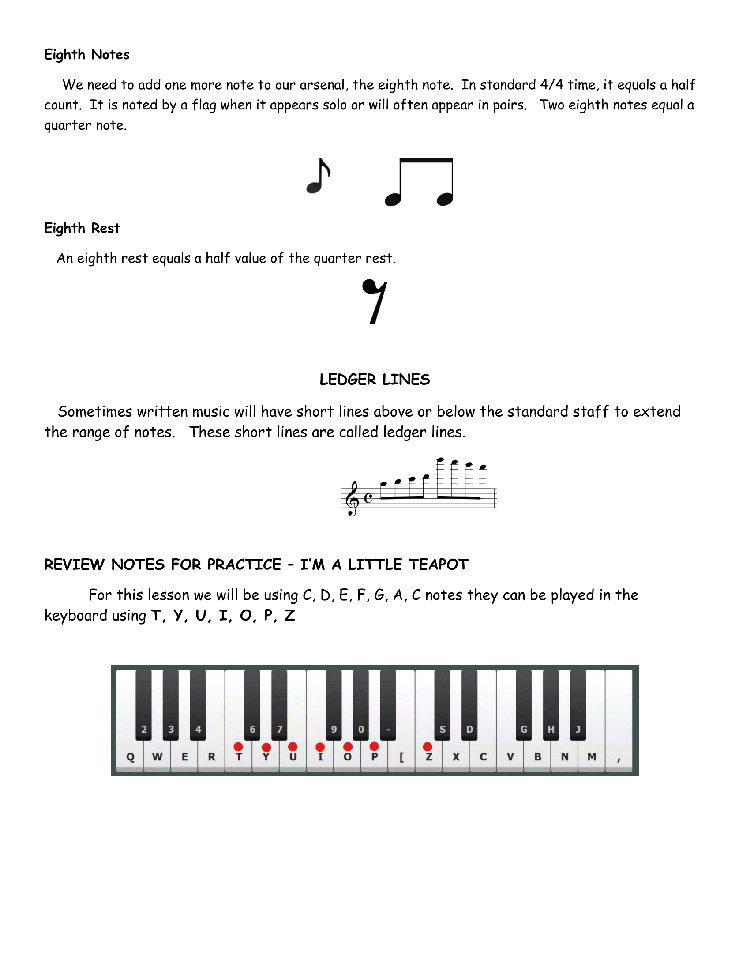 Eighth Notes
We need to add one more note to our arsenal, the eighth note. In standard 4/4 time, it equals a half
count. It is noted by a flag when it appears solo or will often appear in pairs. Two eighth notes equal a
quarter note.
Eighth Rest
An eighth rest equals a half value of the quarter rest.
LEDGER LINES
Sometimes written music will have short lines above or below the standard staff to extend
the range of notes. These short lines are called ledger lines.
REVIEW NOTES FOR PRACTICE – I'M A LITTLE TEAPOT
For this lesson we will be using C, D, E, F, G, A, C notes they can be played in the
keyboard using T, Y, U, I, O, P, Z
2 3 4 6 7 9 0 - S D G H J
Q W E R T Y U I O P [ Z X C V B N M ,